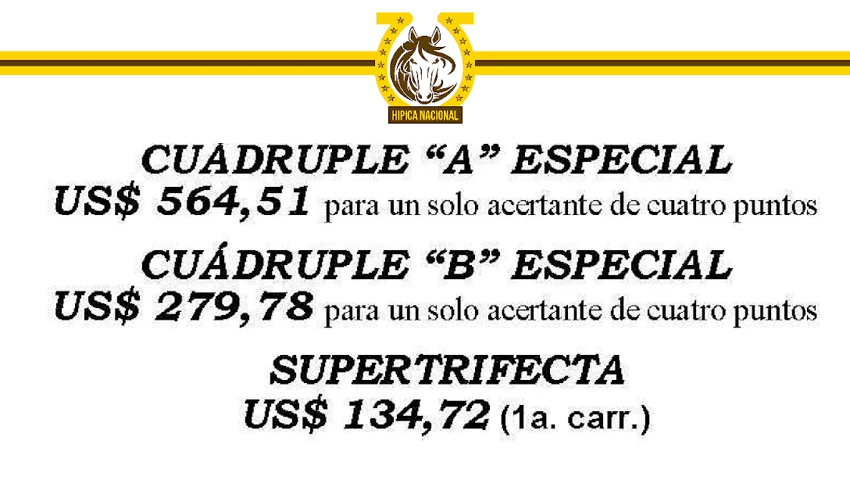 HIPICA NACIONAL
CUÁDRUPLE “A” ESPECIAL
US$ 564,51 para un solo acertante de cuatro puntos
CUÁDRUPLE “B” ESPECIAL
US$ 279,78 para un solo acertante de cuatro puntos
SUPERTRIFECTA
US$ 134,72 (1a. carr.)